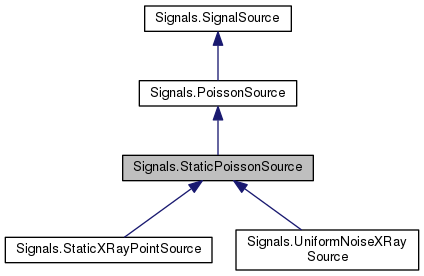 Signals.SignalSource
Signals.PoissonSource
Signals.StaticPoissonSource
Signals.StaticXRayPointSource
Signals.UniformNoiseXRay
Source